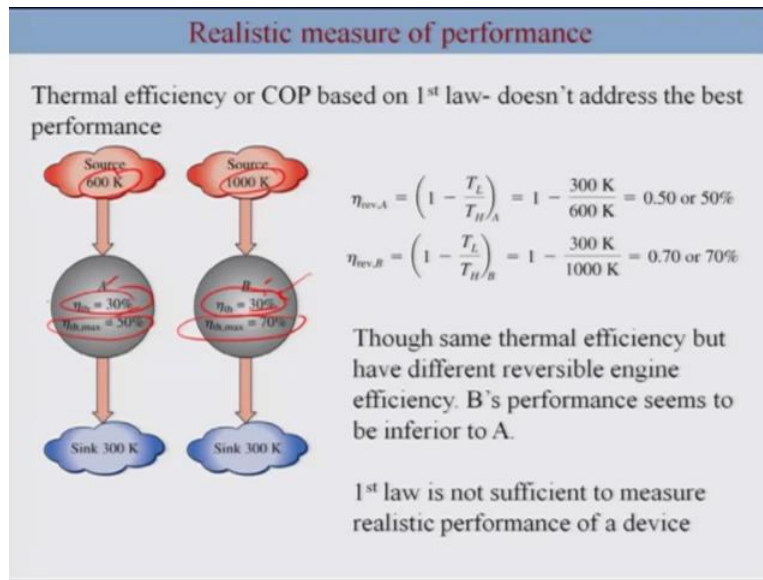 Realistic measure of performance
Thermal efficiency or COP based on 1st law- doesn't address the best
performance
Source
600 K
A
ηth = 30%
ηth,max = 50%
Sink 300 K
Source
1000 K
B
ηth = 30%
ηth,max = 70%
Sink 300 K
ηrev,A = (1 − TL/TH)A = 1 − 300 K/600 K = 0.50 or 50%
ηrev,B = (1 − TL/TH)B = 1 − 300 K/1000 K = 0.70 or 70%
Though same thermal efficiency but
have different reversible engine
efficiency. B's performance seems to
be inferior to A.
1st law is not sufficient to measure
realistic performance of a device